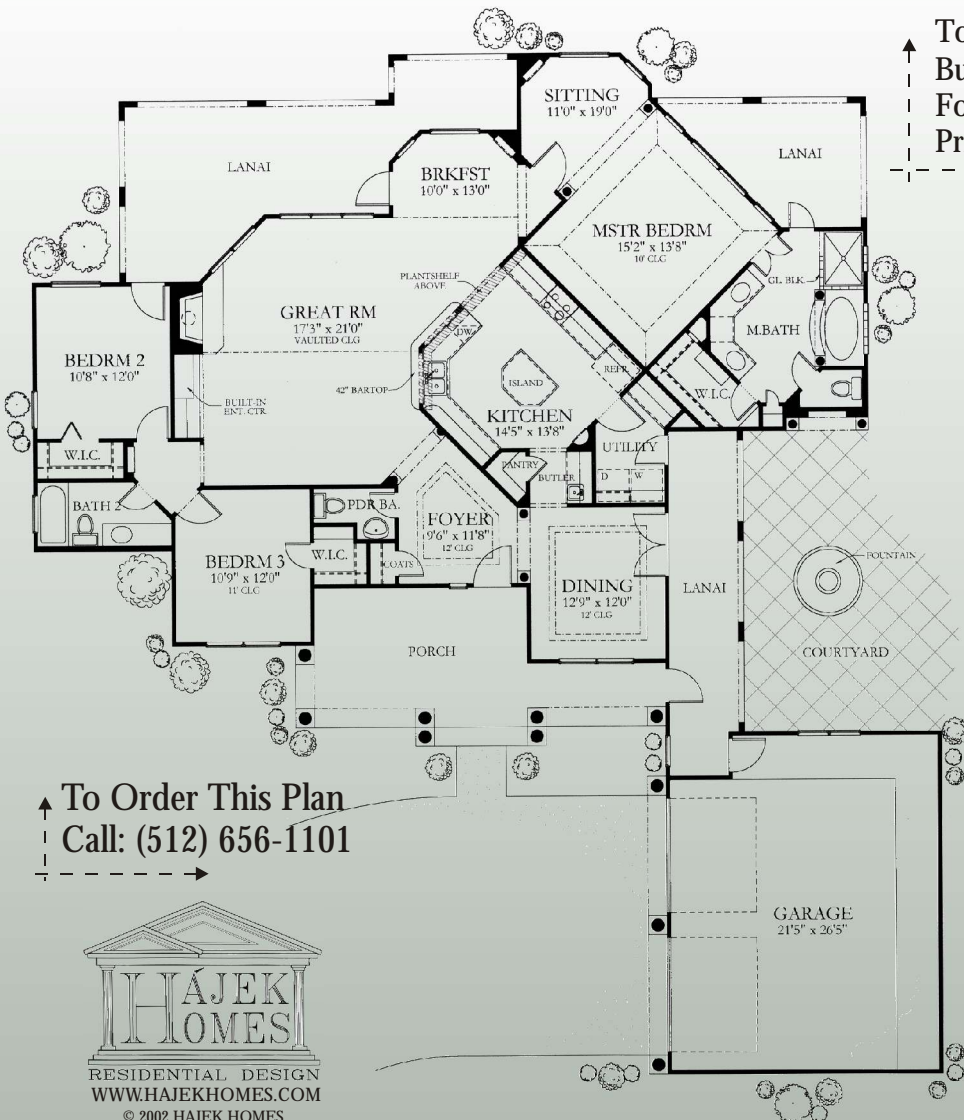 To
Bu
Fo
Pr
SITTING
11'0" x 19'0"
LANAI
BRKFST
10'0" x 13'0"
LANAI
MSTR BEDRM
15'2" x 13'8"
10' CLG
PLANTSHELF
ABOVE
GL BLK
GREAT RM
17'3" x 21'0"
VAULTED CLG
DW
M.BATH
BEDRM 2
10'8" x 12'0"
42" BARTOP
REFR
ISLAND
W.I.C.
BUILT-IN
ENT. CTR
KITCHEN
14'5" x 13'8"
W.I.C.
UTILITY
PANTRY
BUTLER
D
W
BATH 2
PDR BA.
FOYER
9'6" x 11'8"
12' CLG
FOUNTAIN
BEDRM 3
10'9" x 12'0"
11' CLG
W.I.C.
COATS
DINING
12'9" x 12'0"
12' CLG
LANAI
PORCH
COURTYARD
To Order This Plan
Call: (512) 656-1101
GARAGE
21'5" x 26'5"
HÁJEK
HOMES
RESIDENTIAL DESIGN
WWW.HAJEKHOMES.COM
© 2002 HAJEK HOMES